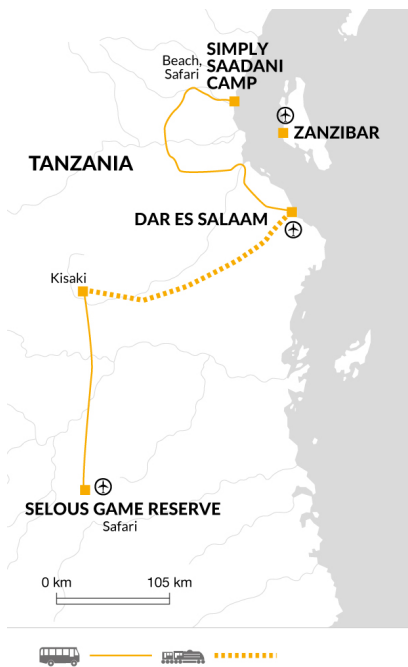 Beach,
Safari
SIMPLY
SAADANI
CAMP
ZANZIBAR
TANZANIA
DAR ES SALAAM
Kisaki
SELOUS GAME RESERVE
Safari
0 km
105 km